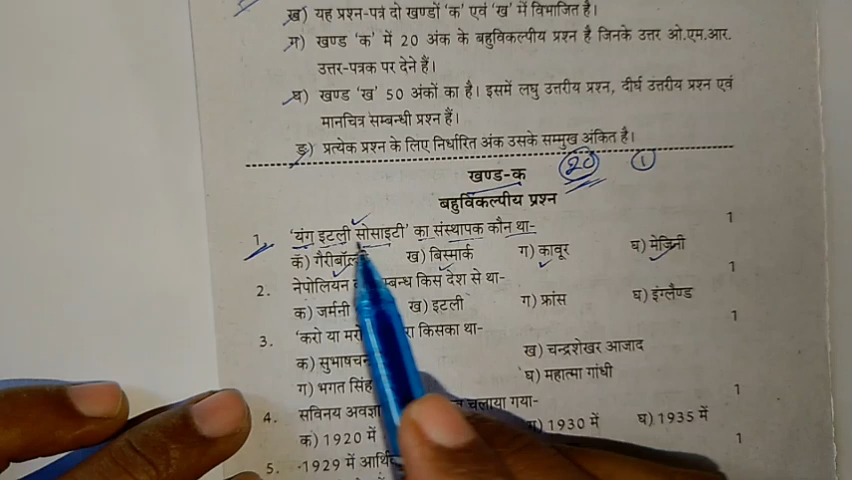 ख) यह प्रश्न-पत्र दो खण्डों 'क' एवं 'ख' में विभाजित है।
ग) खण्ड 'क' में 20 अंक के बहुविकल्पीय प्रश्न है जिनके उत्तर ओ.एम.आर.
उत्तर-पत्रक पर देने हैं।
घ) खण्ड 'ख' 50 अंकों का है। इसमें लघु उत्तरीय प्रश्न, दीर्घ उत्तरीय प्रश्न एवं
मानचित्र सम्बन्धी प्रश्न हैं।
ङ) प्रत्येक प्रश्न के लिए निर्धारित अंक उसके सम्मुख अंकित है।
खण्ड-क 20 1
बहुविकल्पीय प्रश्न
1. 'यंग इटली सोसाइटी' का संस्थापक कौन था- 1
क) ख) बिस्मार्क ग) कावूर घ) मेजिनी
2. नेपोलियन किस देश से था- 1
क) जर्मनी ख) इटली ग) फ्रांस घ) इंग्लैण्ड
3. 'करो या किसका था- 1
क) ख) चन्द्रशेखर आजाद
ग) भगत सिंह घ) महात्मा गांधी
4. सविनय चलाया गया- 1
क) 1920 में ग) 1930 में घ) 1935 में
5. -1929 में 1